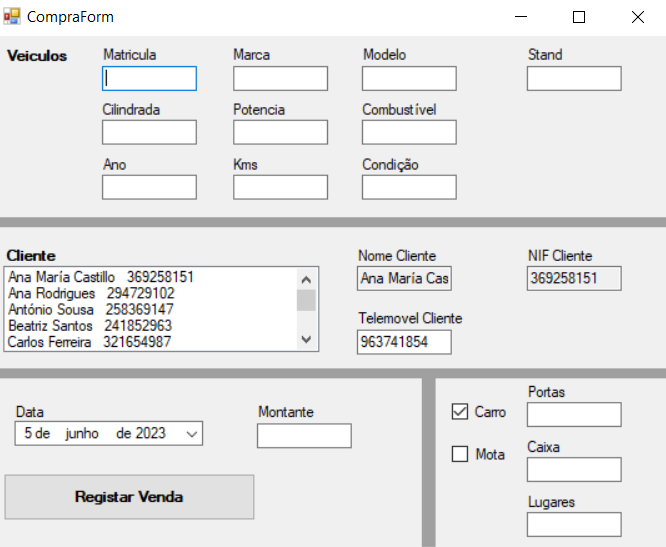 CompraForm
Veiculos Matricula Marca Modelo Stand
Cilindrada Potencia Combustível
Ano Kms Condição
Cliente Nome Cliente NIF Cliente
Ana María Castillo 369258151 Ana María Cas 369258151
Ana Rodrigues 294729102
António Sousa 258369147
Beatriz Santos 241852963
Carlos Ferreira 321654987
Telemovel Cliente
963741854
Data Montante
5 de junho de 2023
Registar Venda
Carro Portas
Mota Caixa
Lugares